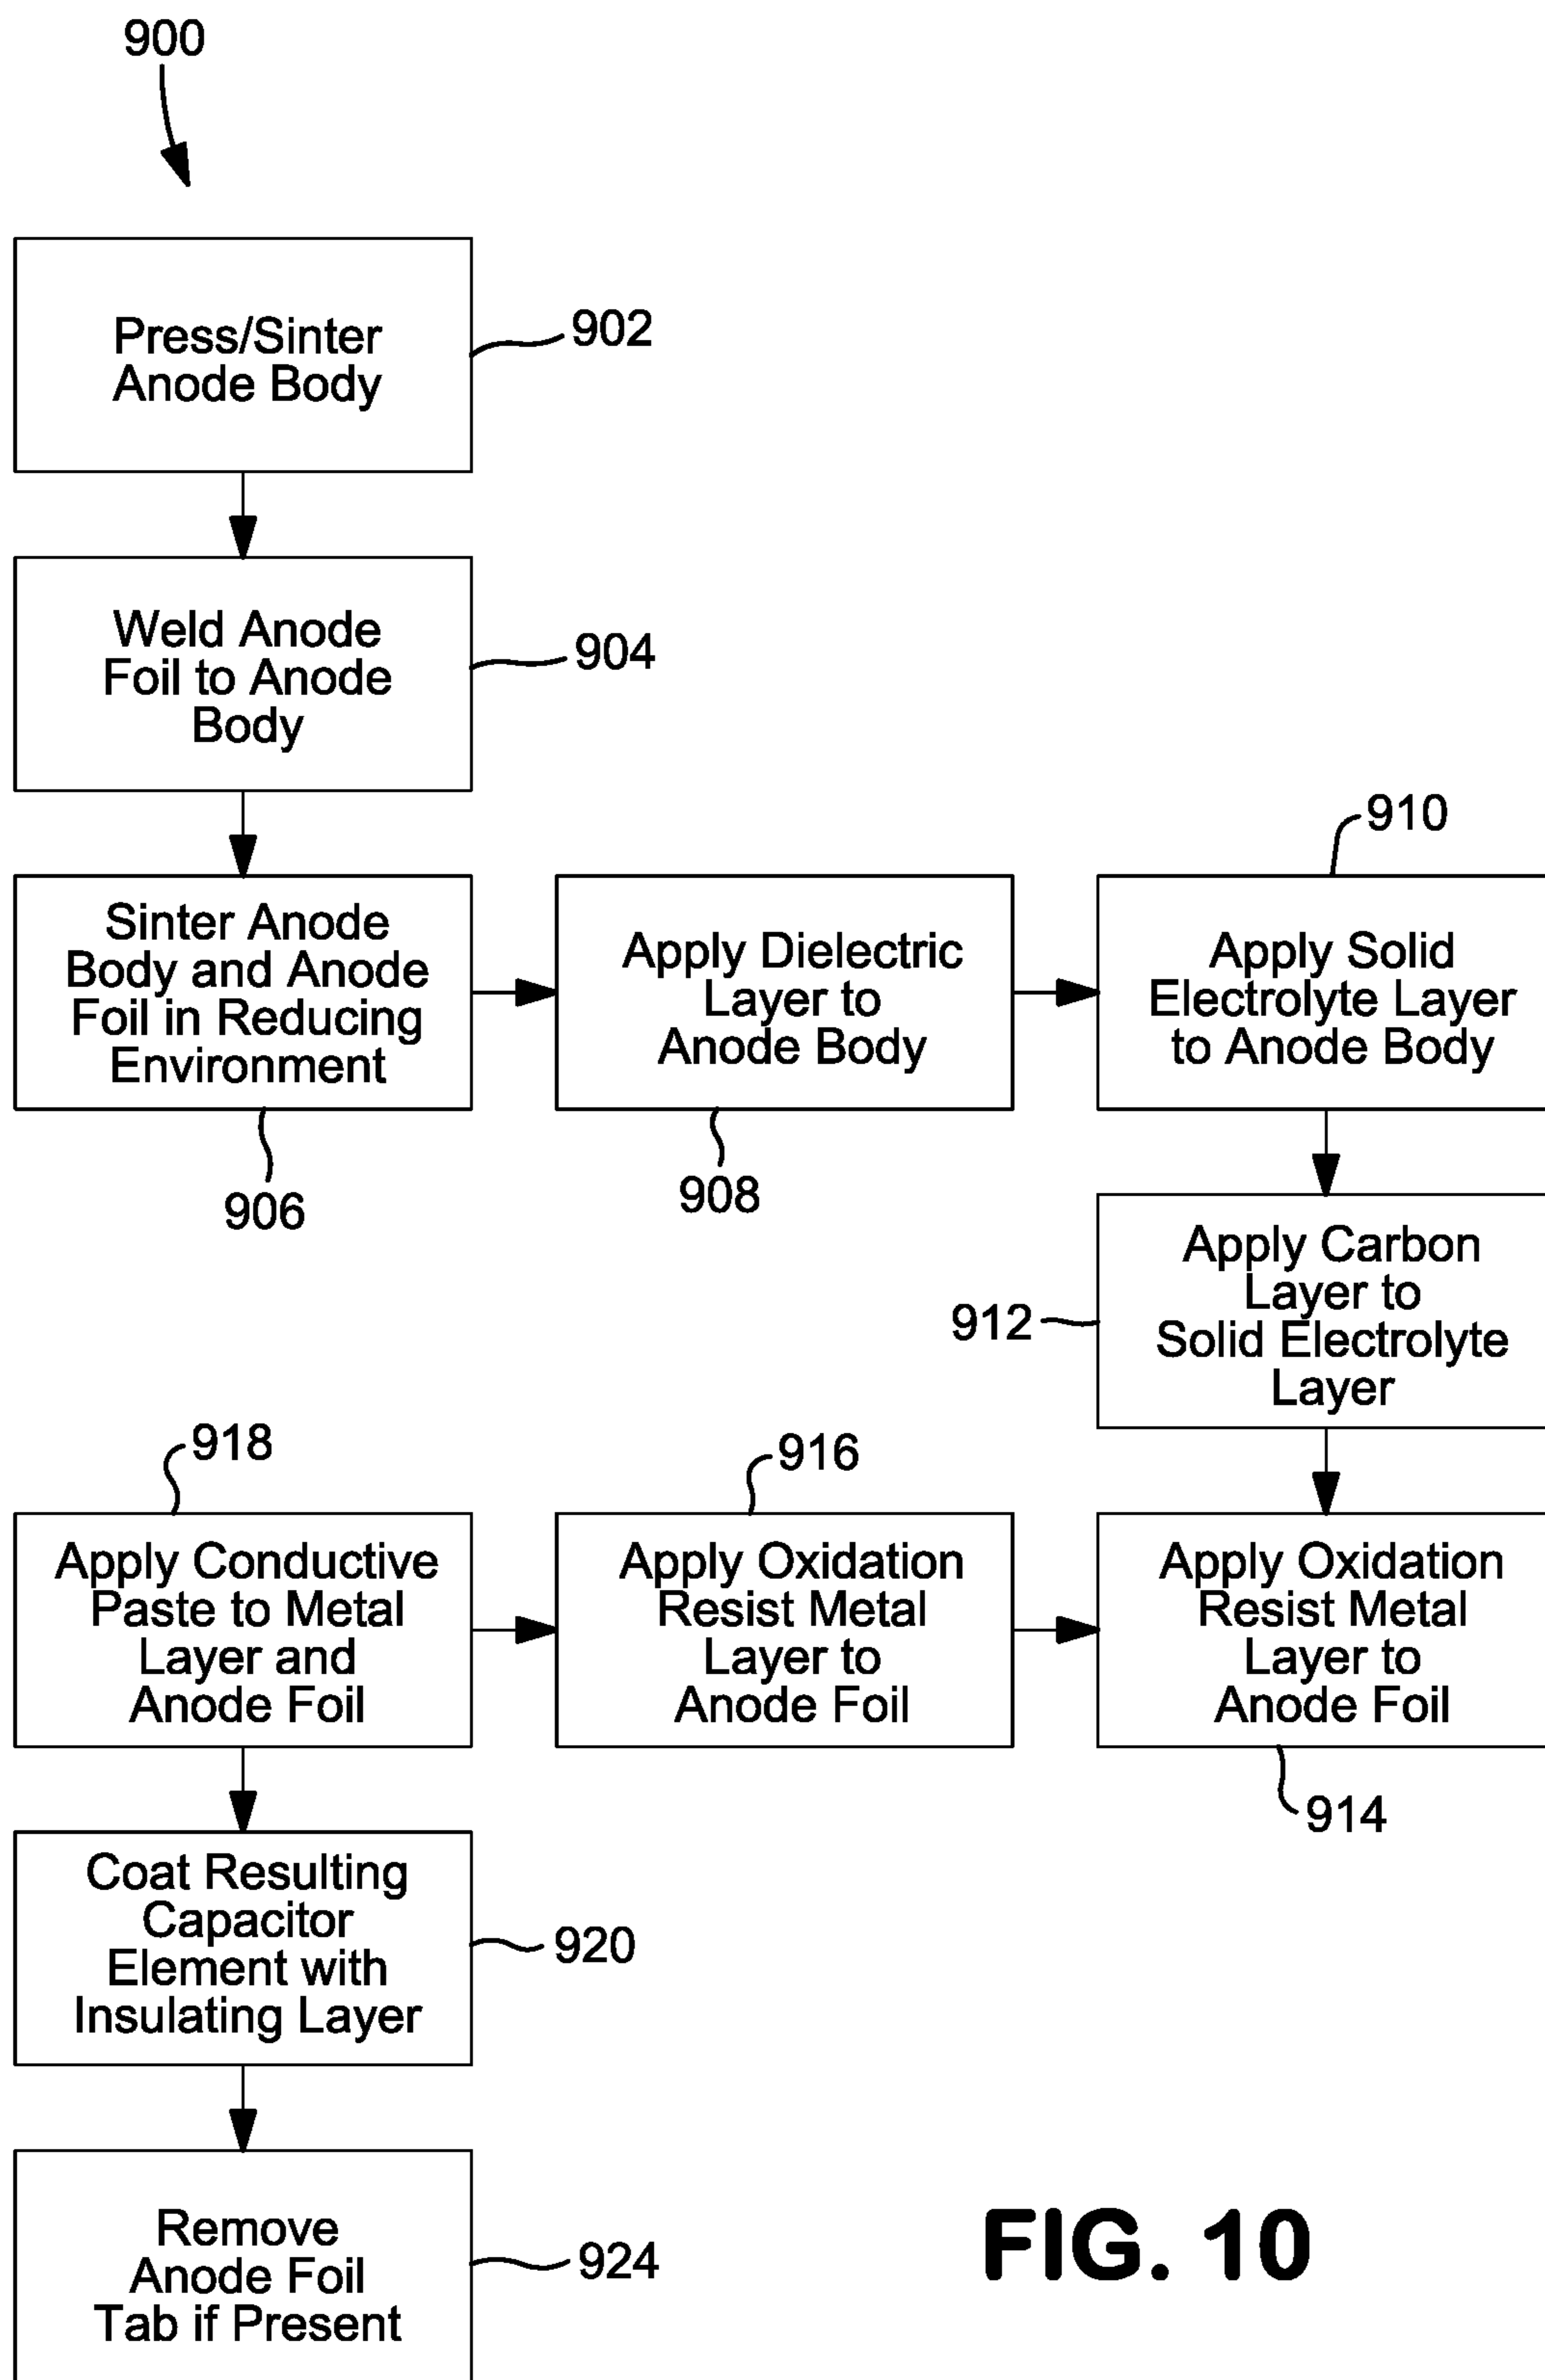 900
Press/Sinter
Anode Body
902
Weld Anode
Foil to Anode
Body
904
Sinter Anode
Body and Anode
Foil in Reducing
Environment
906
Apply Dielectric
Layer to
Anode Body
908
910
Apply Solid
Electrolyte Layer
to Anode Body
Apply Carbon
Layer to
Solid Electrolyte
Layer
912
918
Apply Conductive
Paste to Metal
Layer and
Anode Foil
916
Apply Oxidation
Resist Metal
Layer to
Anode Foil
Apply Oxidation
Resist Metal
Layer to
Anode Foil
914
Coat Resulting
Capacitor
Element with
Insulating Layer
920
Remove
Anode Foil
Tab if Present
924
FIG. 10